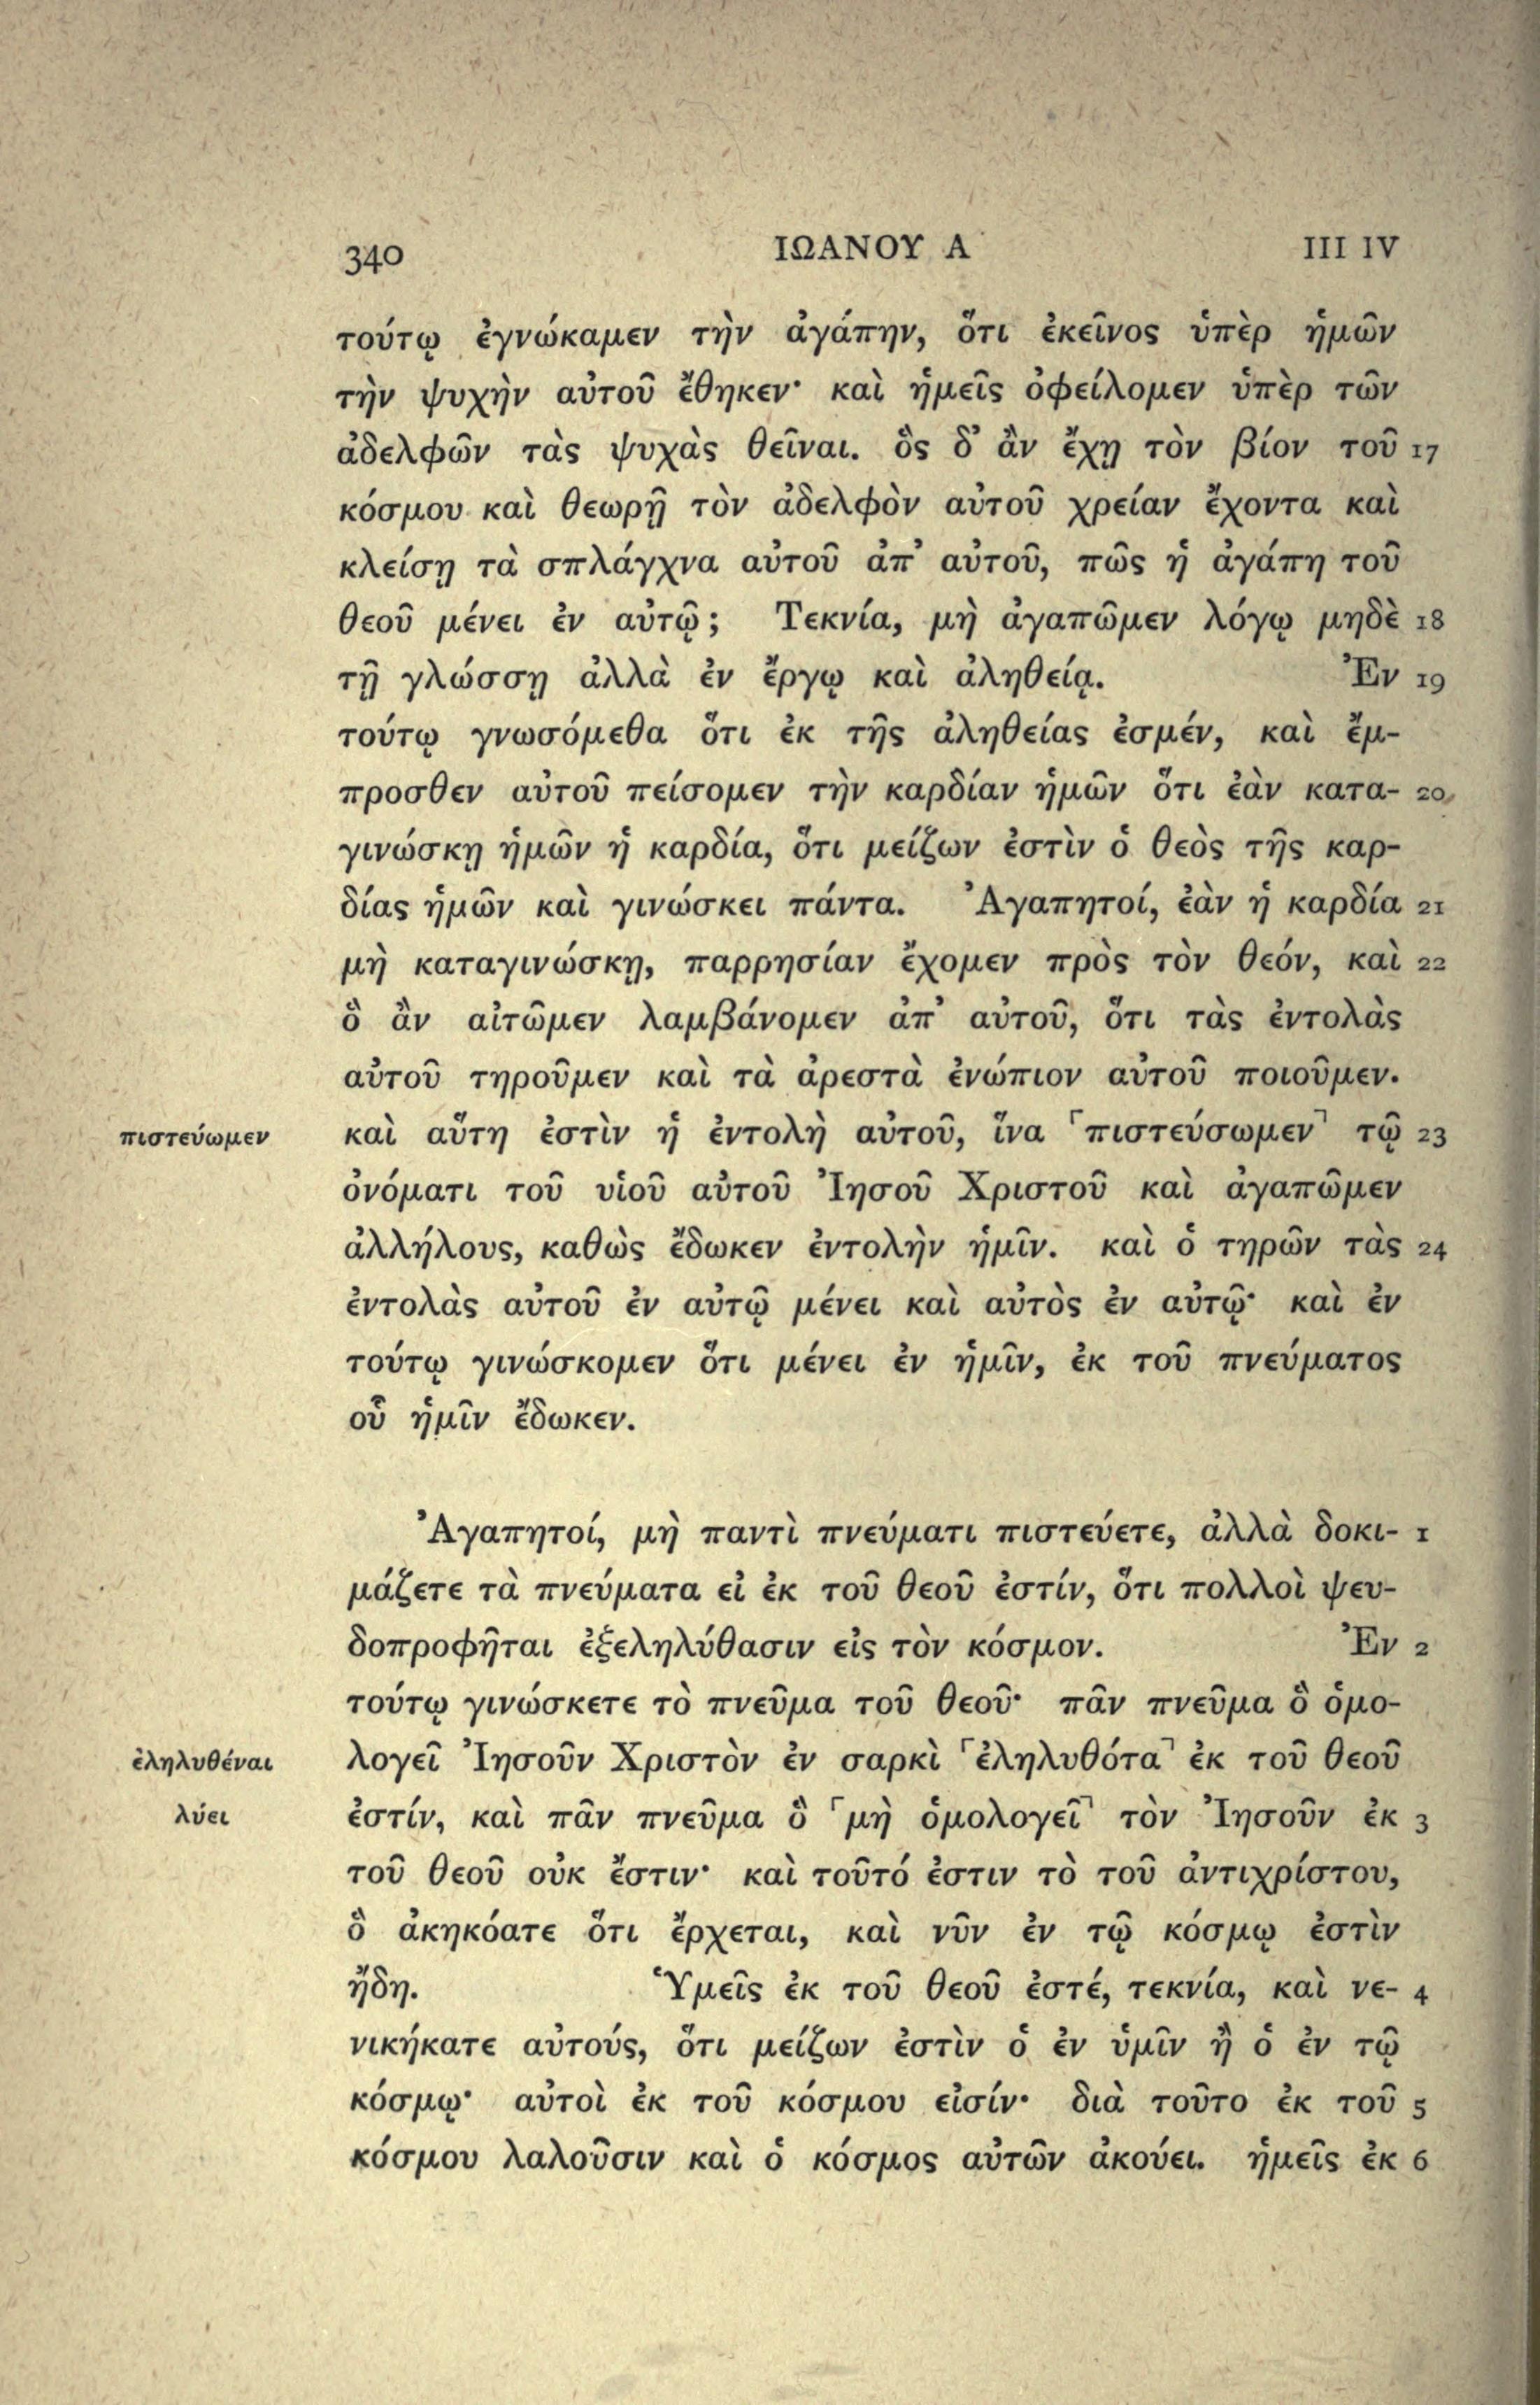 340 ΙΩΑΝΟΥ Α III IV
τούτῳ ἐγνώκαμεν τὴν ἀγάπην, ὅτι ἐκεῖνος ὑπὲρ ἡμῶν
τὴν ψυχὴν αὐτοῦ ἔθηκεν· καὶ ἡμεῖς ὀφείλομεν ὑπὲρ τῶν
ἀδελφῶν τὰς ψυχὰς θεῖναι. ὃς δ᾽ ἂν ἔχῃ τὸν βίον τοῦ 17
κόσμου καὶ θεωρῇ τὸν ἀδελφὸν αὐτοῦ χρείαν ἔχοντα καὶ
κλείσῃ τὰ σπλάγχνα αὐτοῦ ἀπ᾽ αὐτοῦ, πῶς ἡ ἀγάπη τοῦ
θεοῦ μένει ἐν αὐτῷ; Τεκνία, μὴ ἀγαπῶμεν λόγῳ μηδὲ 18
τῇ γλώσσῃ ἀλλὰ ἐν ἔργῳ καὶ ἀληθείᾳ. Ἐν 19
τούτῳ γνωσόμεθα ὅτι ἐκ τῆς ἀληθείας ἐσμέν, καὶ ἔμ-
προσθεν αὐτοῦ πείσομεν τὴν καρδίαν ἡμῶν ὅτι ἐὰν κατα- 20
γινώσκῃ ἡμῶν ἡ καρδία, ὅτι μείζων ἐστὶν ὁ θεὸς τῆς καρ-
δίας ἡμῶν καὶ γινώσκει πάντα. Ἀγαπητοί, ἐὰν ἡ καρδία 21
μὴ καταγινώσκῃ, παρρησίαν ἔχομεν πρὸς τὸν θεόν, καὶ 22
ὃ ἂν αἰτῶμεν λαμβάνομεν ἀπ᾽ αὐτοῦ, ὅτι τὰς ἐντολὰς
αὐτοῦ τηροῦμεν καὶ τὰ ἀρεστὰ ἐνώπιον αὐτοῦ ποιοῦμεν.
πιστεύωμεν καὶ αὕτη ἐστὶν ἡ ἐντολὴ αὐτοῦ, ἵνα ⸀πιστεύσωμεν⸣ τῷ 23
ὀνόματι τοῦ υἱοῦ αὐτοῦ Ἰησοῦ Χριστοῦ καὶ ἀγαπῶμεν
ἀλλήλους, καθὼς ἔδωκεν ἐντολὴν ἡμῖν. καὶ ὁ τηρῶν τὰς 24
ἐντολὰς αὐτοῦ ἐν αὐτῷ μένει καὶ αὐτὸς ἐν αὐτῷ· καὶ ἐν
τούτῳ γινώσκομεν ὅτι μένει ἐν ἡμῖν, ἐκ τοῦ πνεύματος
οὗ ἡμῖν ἔδωκεν.
Ἀγαπητοί, μὴ παντὶ πνεύματι πιστεύετε, ἀλλὰ δοκι- 1
μάζετε τὰ πνεύματα εἰ ἐκ τοῦ θεοῦ ἐστίν, ὅτι πολλοὶ ψευ-
δοπροφῆται ἐξεληλύθασιν εἰς τὸν κόσμον. Ἐν 2
τούτῳ γινώσκετε τὸ πνεῦμα τοῦ θεοῦ· πᾶν πνεῦμα ὃ ὁμο-
ἐληλυθέναι λογεῖ Ἰησοῦν Χριστὸν ἐν σαρκὶ ⸀ἐληλυθότα⸣ ἐκ τοῦ θεοῦ
λύει ἐστίν, καὶ πᾶν πνεῦμα ὃ ⸀μὴ ὁμολογεῖ⸣ τὸν Ἰησοῦν ἐκ 3
τοῦ θεοῦ οὐκ ἔστιν· καὶ τοῦτό ἐστιν τὸ τοῦ ἀντιχρίστου,
ὃ ἀκηκόατε ὅτι ἔρχεται, καὶ νῦν ἐν τῷ κόσμῳ ἐστὶν
ἤδη. Ὑμεῖς ἐκ τοῦ θεοῦ ἐστέ, τεκνία, καὶ νε- 4
νικήκατε αὐτούς, ὅτι μείζων ἐστὶν ὁ ἐν ὑμῖν ἢ ὁ ἐν τῷ
κόσμῳ· αὐτοὶ ἐκ τοῦ κόσμου εἰσίν· διὰ τοῦτο ἐκ τοῦ 5
κόσμου λαλοῦσιν καὶ ὁ κόσμος αὐτῶν ἀκούει. ἡμεῖς ἐκ 6